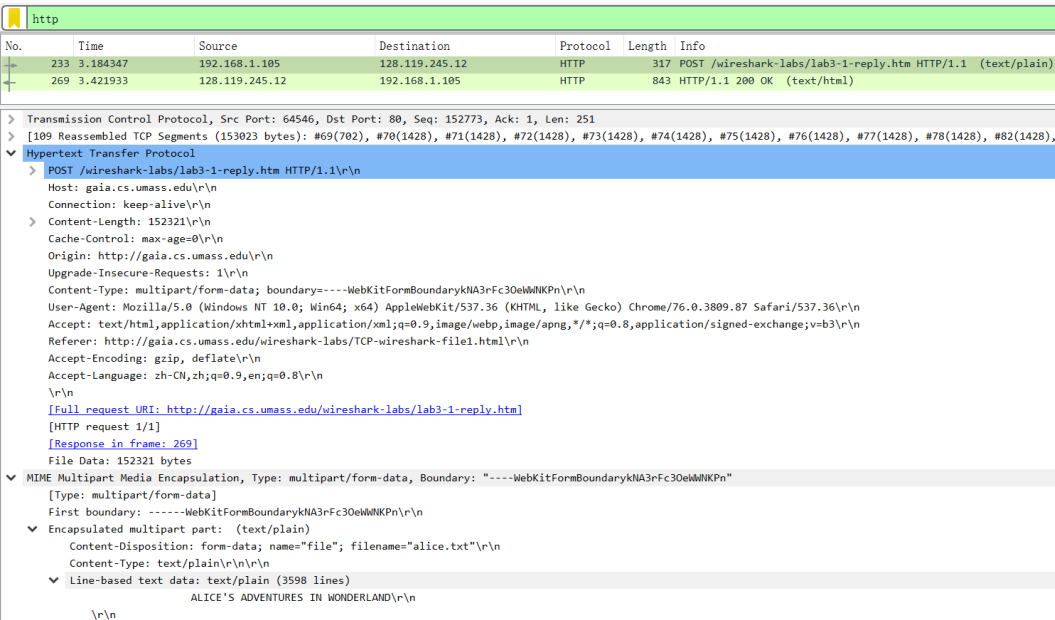 http
No. Time Source Destination Protocol Length Info
233 3.184347 192.168.1.105 128.119.245.12 HTTP 317 POST /wireshark-labs/lab3-1-reply.htm HTTP/1.1 (text/plain)
269 3.421933 128.119.245.12 192.168.1.105 HTTP 843 HTTP/1.1 200 OK (text/html)
Transmission Control Protocol, Src Port: 64546, Dst Port: 80, Seq: 152773, Ack: 1, Len: 251
[109 Reassembled TCP Segments (153023 bytes): #69(702), #70(1428), #71(1428), #72(1428), #73(1428), #74(1428), #75(1428), #76(1428), #77(1428), #78(1428), #82(1428),
Hypertext Transfer Protocol
POST /wireshark-labs/lab3-1-reply.htm HTTP/1.1\r\n
Host: gaia.cs.umass.edu\r\n
Connection: keep-alive\r\n
Content-Length: 152321\r\n
Cache-Control: max-age=0\r\n
Origin: http://gaia.cs.umass.edu\r\n
Upgrade-Insecure-Requests: 1\r\n
Content-Type: multipart/form-data; boundary=----WebKitFormBoundarykNA3rFc3OeWWNKPn\r\n
User-Agent: Mozilla/5.0 (Windows NT 10.0; Win64; x64) AppleWebKit/537.36 (KHTML, like Gecko) Chrome/76.0.3809.87 Safari/537.36\r\n
Accept: text/html,application/xhtml+xml,application/xml;q=0.9,image/webp,image/apng,*/*;q=0.8,application/signed-exchange;v=b3\r\n
Referer: http://gaia.cs.umass.edu/wireshark-labs/TCP-wireshark-file1.html\r\n
Accept-Encoding: gzip, deflate\r\n
Accept-Language: zh-CN,zh;q=0.9,en;q=0.8\r\n
\r\n
[Full request URI: http://gaia.cs.umass.edu/wireshark-labs/lab3-1-reply.htm]
[HTTP request 1/1]
[Response in frame: 269]
File Data: 152321 bytes
MIME Multipart Media Encapsulation, Type: multipart/form-data, Boundary: "----WebKitFormBoundarykNA3rFc3OeWWNKPn"
[Type: multipart/form-data]
First boundary: ------WebKitFormBoundarykNA3rFc3OeWWNKPn\r\n
Encapsulated multipart part: (text/plain)
Content-Disposition: form-data; name="file"; filename="alice.txt"\r\n
Content-Type: text/plain\r\n\r\n
Line-based text data: text/plain (3598 lines)
ALICE'S ADVENTURES IN WONDERLAND\r\n
\r\n